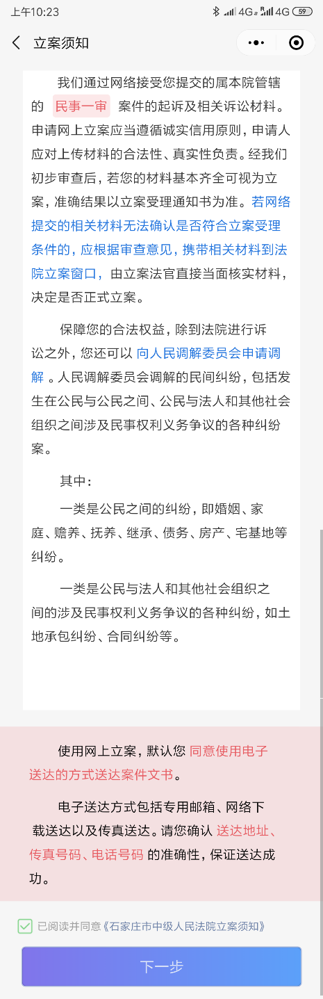 上午10:23 4G R 4G 59
立案须知
我们通过网络接受您提交的属本院管辖
的 民事一审 案件的起诉及相关诉讼材料。
申请网上立案应当遵循诚实信用原则，申请人
应对上传材料的合法性、真实性负责。经我们
初步审查后，若您的材料基本齐全可视为立
案，准确结果以立案受理通知书为准。若网络
提交的相关材料无法确认是否符合立案受理
条件的，应根据审查意见，携带相关材料到法
院立案窗口，由立案法官直接当面核实材料，
决定是否正式立案。
保障您的合法权益，除到法院进行诉
讼之外，您还可以 向人民调解委员会申请调
解 。人民调解委员会调解的民间纠纷，包括发
生在公民与公民之间、公民与法人和其他社会
组织之间涉及民事权利义务争议的各种纠纷
案。
其中：
一类是公民之间的纠纷，即婚姻、家
庭、赡养、抚养、继承、债务、房产、宅基地等
纠纷。
一类是公民与法人和其他社会组织之
间的涉及民事权利义务争议的各种纠纷，如土
地承包纠纷、合同纠纷等。
使用网上立案，默认您 同意使用电子
送达的方式送达案件文书。
电子送达方式包括专用邮箱、网络下
载送达以及传真送达。请您确认 送达地址、
传真号码、电话号码 的准确性，保证送达成
功。
已阅读并同意《石家庄市中级人民法院立案须知》
下一步